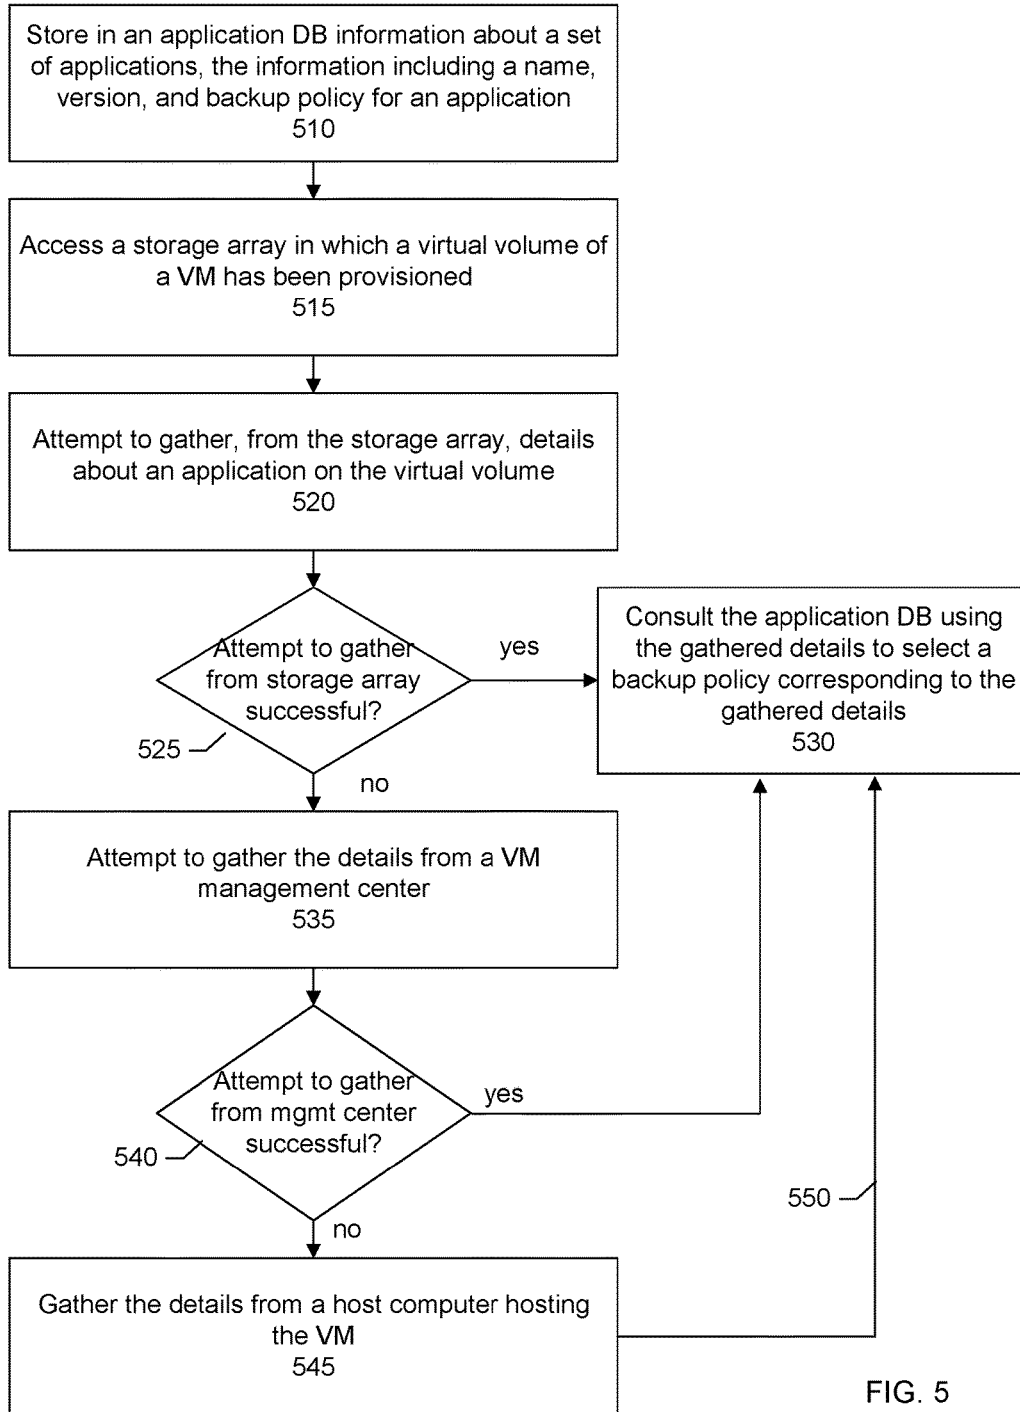 Store in an application DB information about a set
of applications, the information including a name,
version, and backup policy for an application
510
Access a storage array in which a virtual volume of
a VM has been provisioned
515
Attempt to gather, from the storage array, details
about an application on the virtual volume
520
Attempt to gather
from storage array
successful?
525
yes
no
Consult the application DB using
the gathered details to select a
backup policy corresponding to the
gathered details
530
Attempt to gather the details from a VM
management center
535
Attempt to gather
from mgmt center
successful?
540
yes
no
550
Gather the details from a host computer hosting
the VM
545
FIG. 5